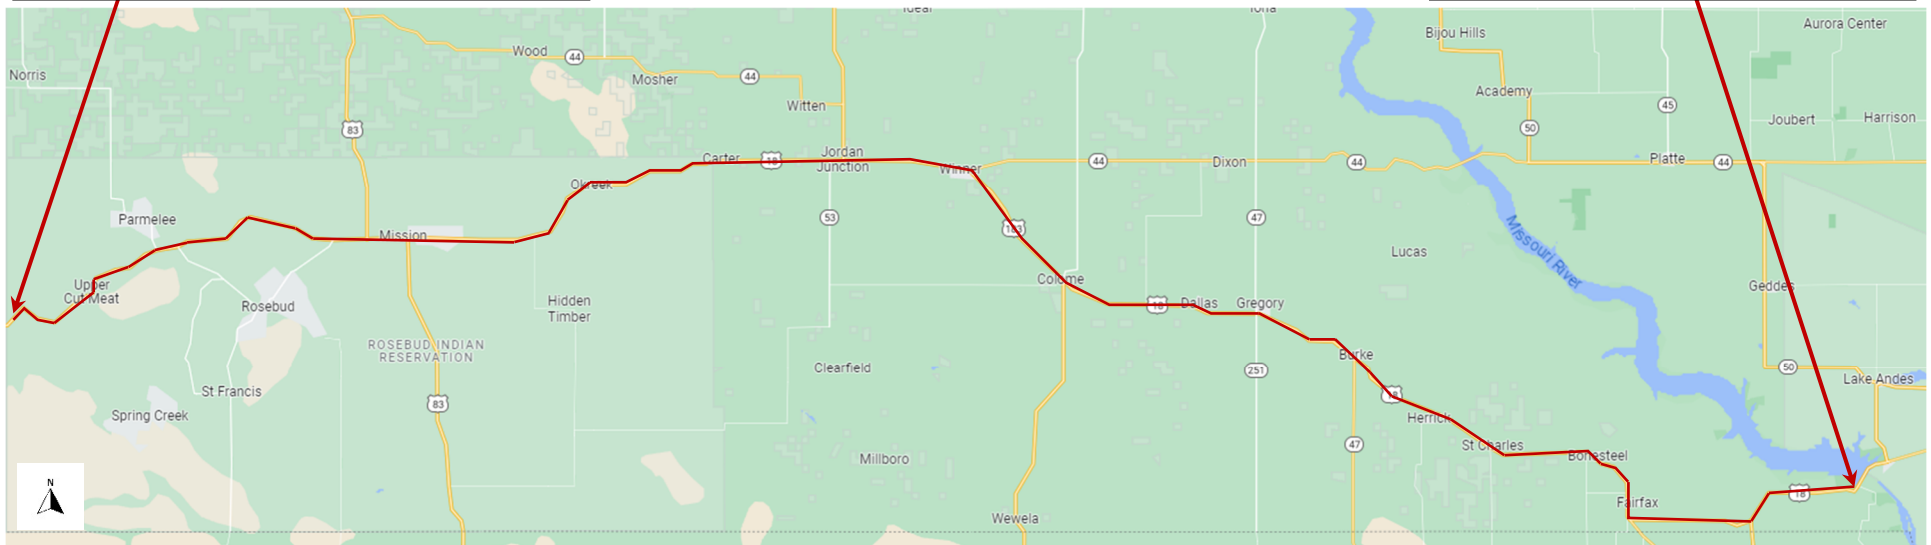 Ideal
Iona
Aurora Center
Bijou Hills
Wood
44
Norris
Mosher
44
Academy
45
Witten
Joubert
Harrison
83
50
Carter
18
Jordan
Junction
Winner
44
Dixon
44
Platte
44
Okreek
Parmelee
53
47
183
Mission
Missouri River
Lucas
Upper
Cut Meat
Rosebud
Hidden
Timber
Colome
18
Dallas
Gregory
Geddes
ROSEBUD INDIAN
RESERVATION
Burke
Clearfield
251
50
Lake Andes
St Francis
83
18
Spring Creek
Herrick
47
St Charles
Millboro
Bonesteel
N
18
Fairfax
Wewela